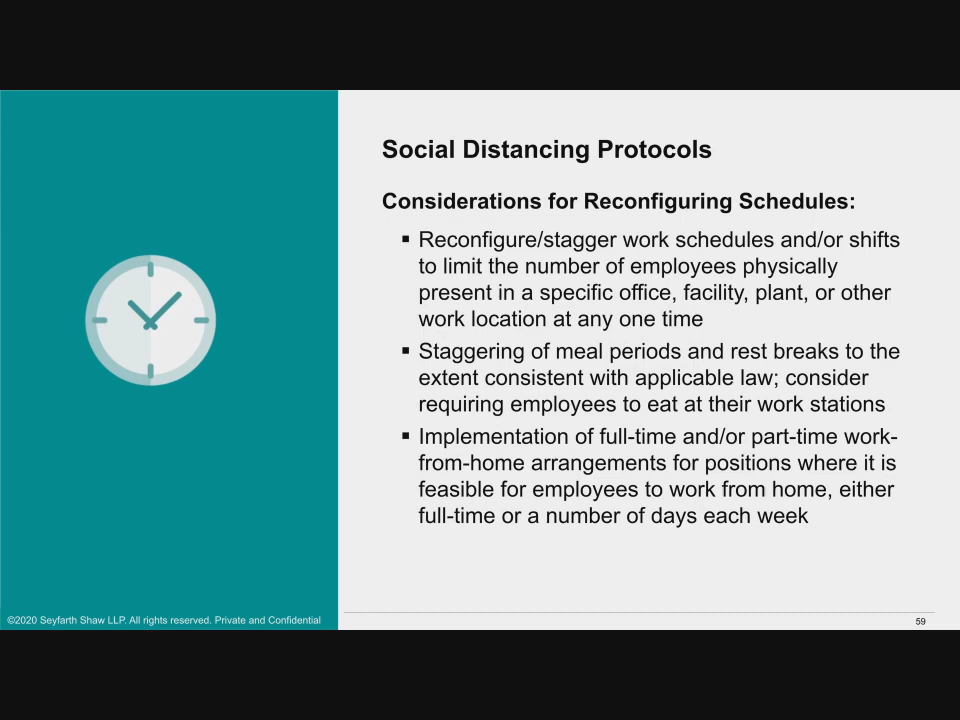 Social Distancing Protocols
Considerations for Reconfiguring Schedules:
▪ Reconfigure/stagger work schedules and/or shifts
to limit the number of employees physically
present in a specific office, facility, plant, or other
work location at any one time
▪ Staggering of meal periods and rest breaks to the
extent consistent with applicable law; consider
requiring employees to eat at their work stations
▪ Implementation of full-time and/or part-time work-
from-home arrangements for positions where it is
feasible for employees to work from home, either
full-time or a number of days each week
©2020 Seyfarth Shaw LLP. All rights reserved. Private and Confidential
59